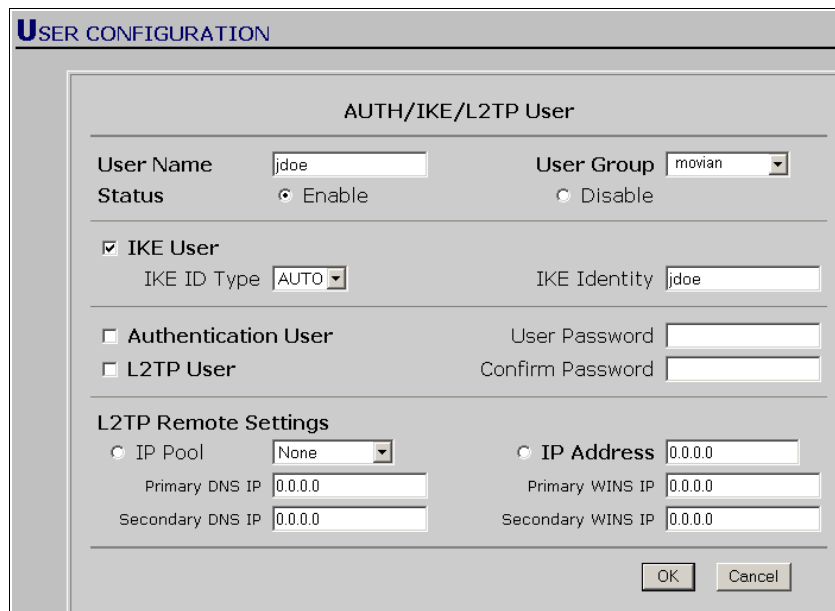 USER CONFIGURATION
AUTH/IKE/L2TP User
User Name jdoe User Group movian
Status Enable Disable
IKE User
IKE ID Type AUTO IKE Identity jdoe
Authentication User User Password
L2TP User Confirm Password
L2TP Remote Settings
IP Pool None IP Address 0.0.0.0
Primary DNS IP 0.0.0.0 Primary WINS IP 0.0.0.0
Secondary DNS IP 0.0.0.0 Secondary WINS IP 0.0.0.0
OK Cancel